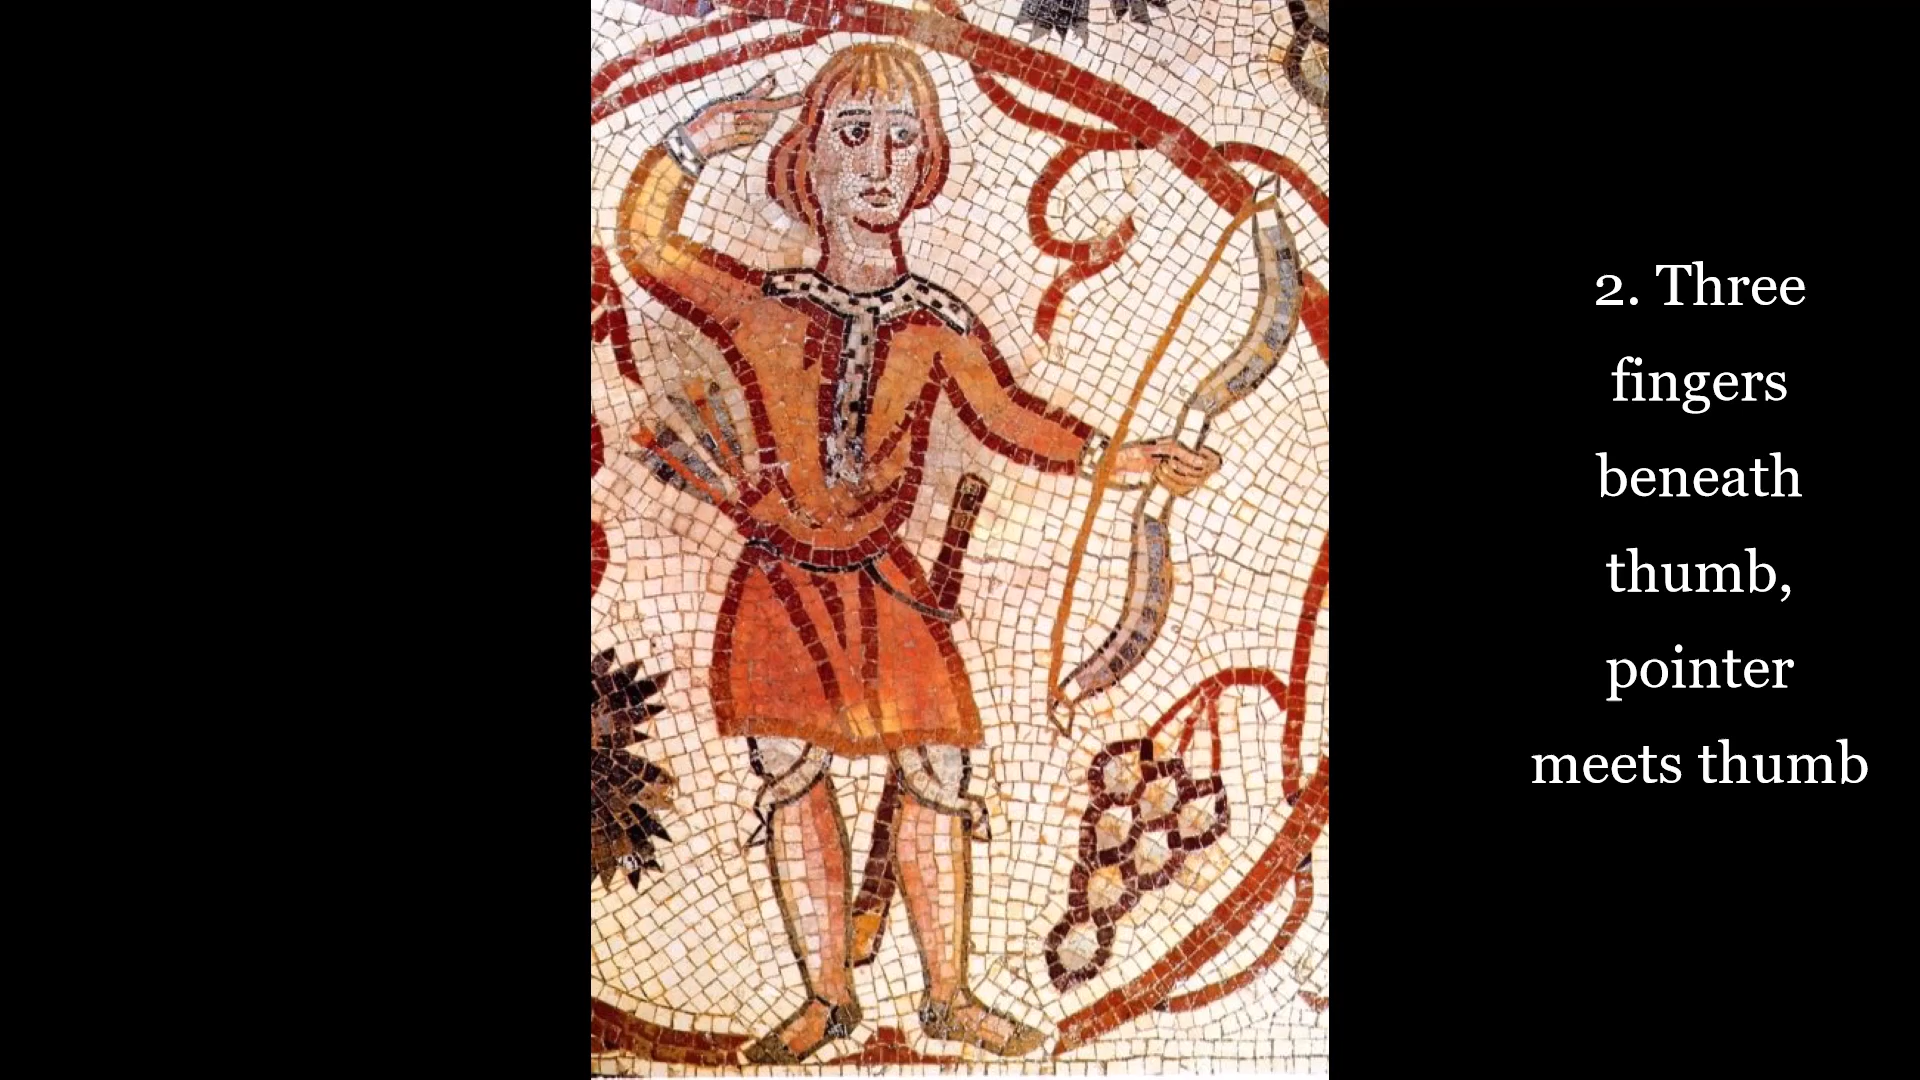 2. Three
fingers
beneath
thumb,
pointer
meets thumb